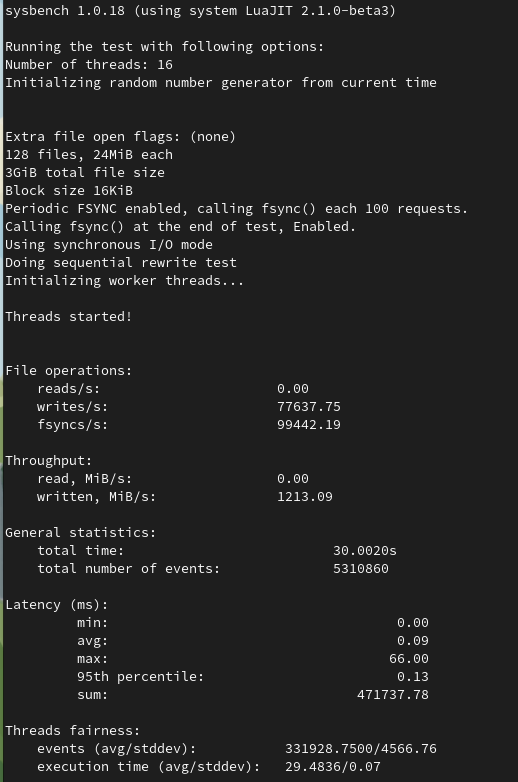 sysbench 1.0.18 (using system LuaJIT 2.1.0-beta3)
Running the test with following options:
Number of threads: 16
Initializing random number generator from current time
Extra file open flags: (none)
128 files, 24MiB each
3GiB total file size
Block size 16KiB
Periodic FSYNC enabled, calling fsync() each 100 requests.
Calling fsync() at the end of test, Enabled.
Using synchronous I/O mode
Doing sequential rewrite test
Initializing worker threads...
Threads started!
File operations:
reads/s: 0.00
writes/s: 77637.75
fsyncs/s: 99442.19
Throughput:
read, MiB/s: 0.00
written, MiB/s: 1213.09
General statistics:
total time: 30.0020s
total number of events: 5310860
Latency (ms):
min: 0.00
avg: 0.09
max: 66.00
95th percentile: 0.13
sum: 471737.78
Threads fairness:
events (avg/stddev): 331928.7500/4566.76
execution time (avg/stddev): 29.4836/0.07